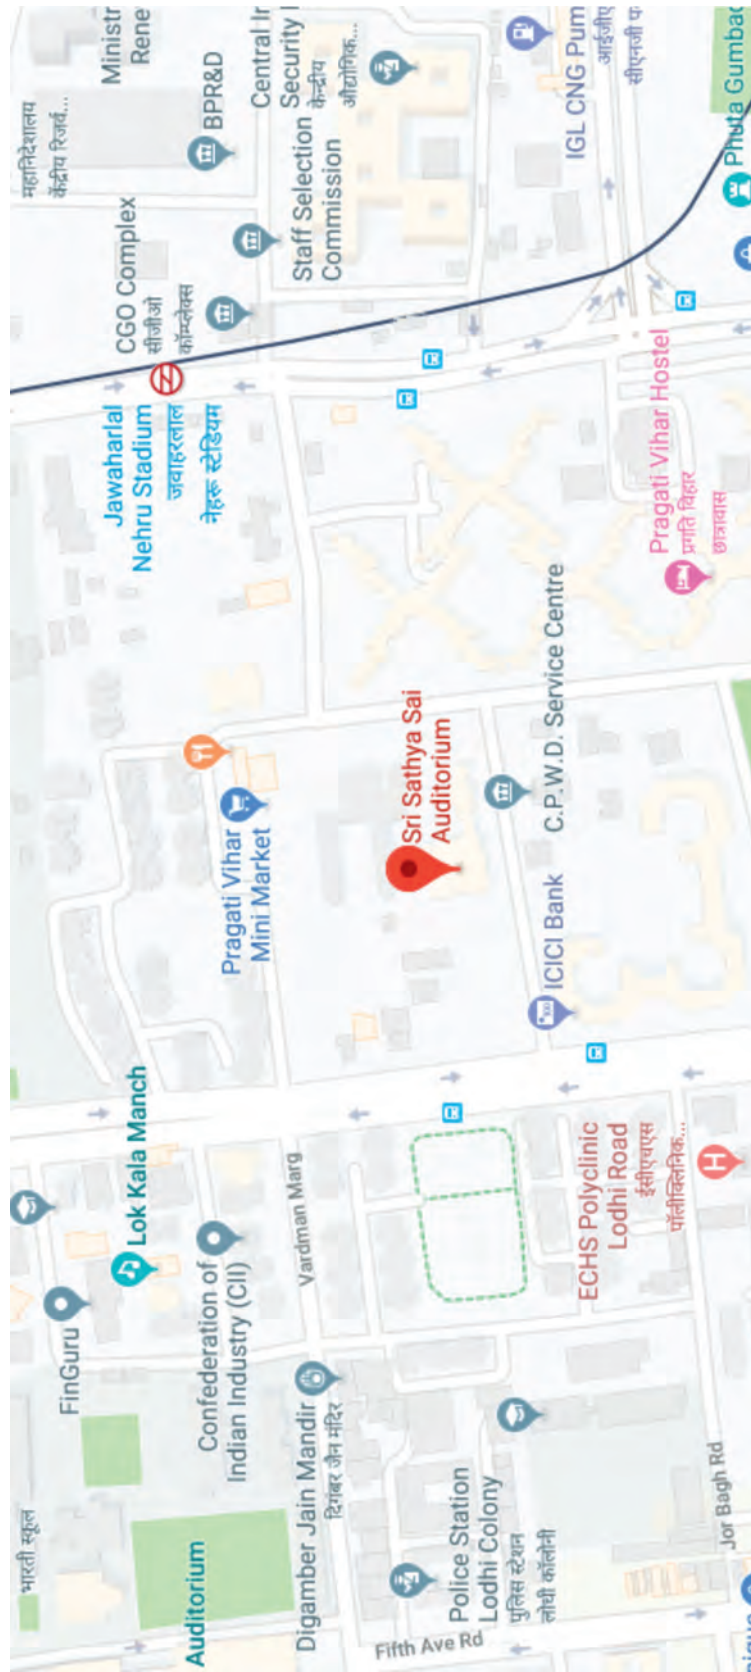 महानिदेशालय
केंद्रीय रिजर्व...
Ministr
Rene
BPR&D
Central In
Security
केन्द्रीय
औद्योगिक...
CGO Complex
सीजीओ
कॉम्प्लेक्स
Staff Selection
Commission
IGL CNG Pum
आईजीए
सीएनजी प
Phuta Gumbad
Jawaharlal
Nehru Stadium
जवाहरलाल
नेहरू स्टेडियम
Pragati Vihar Hostel
प्रगति विहार
छात्रावास
Pragati Vihar
Mini Market
Sri Sathya Sai
Auditorium
C.P.W.D. Service Centre
ICICI Bank
Lok Kala Manch
FinGuru
Confederation of
Indian Industry (CII)
Vardman Marg
ECHS Polyclinic
Lodhi Road
ईसीएचएस
पॉलीक्लिनिक...
H
भारती स्कूल
Auditorium
Digamber Jain Mandir
दिगंबर जैन मंदिर
Police Station
Lodhi Colony
पुलिस स्टेशन
लोधी कॉलोनी
Fifth Ave Rd
Jor Bagh Rd